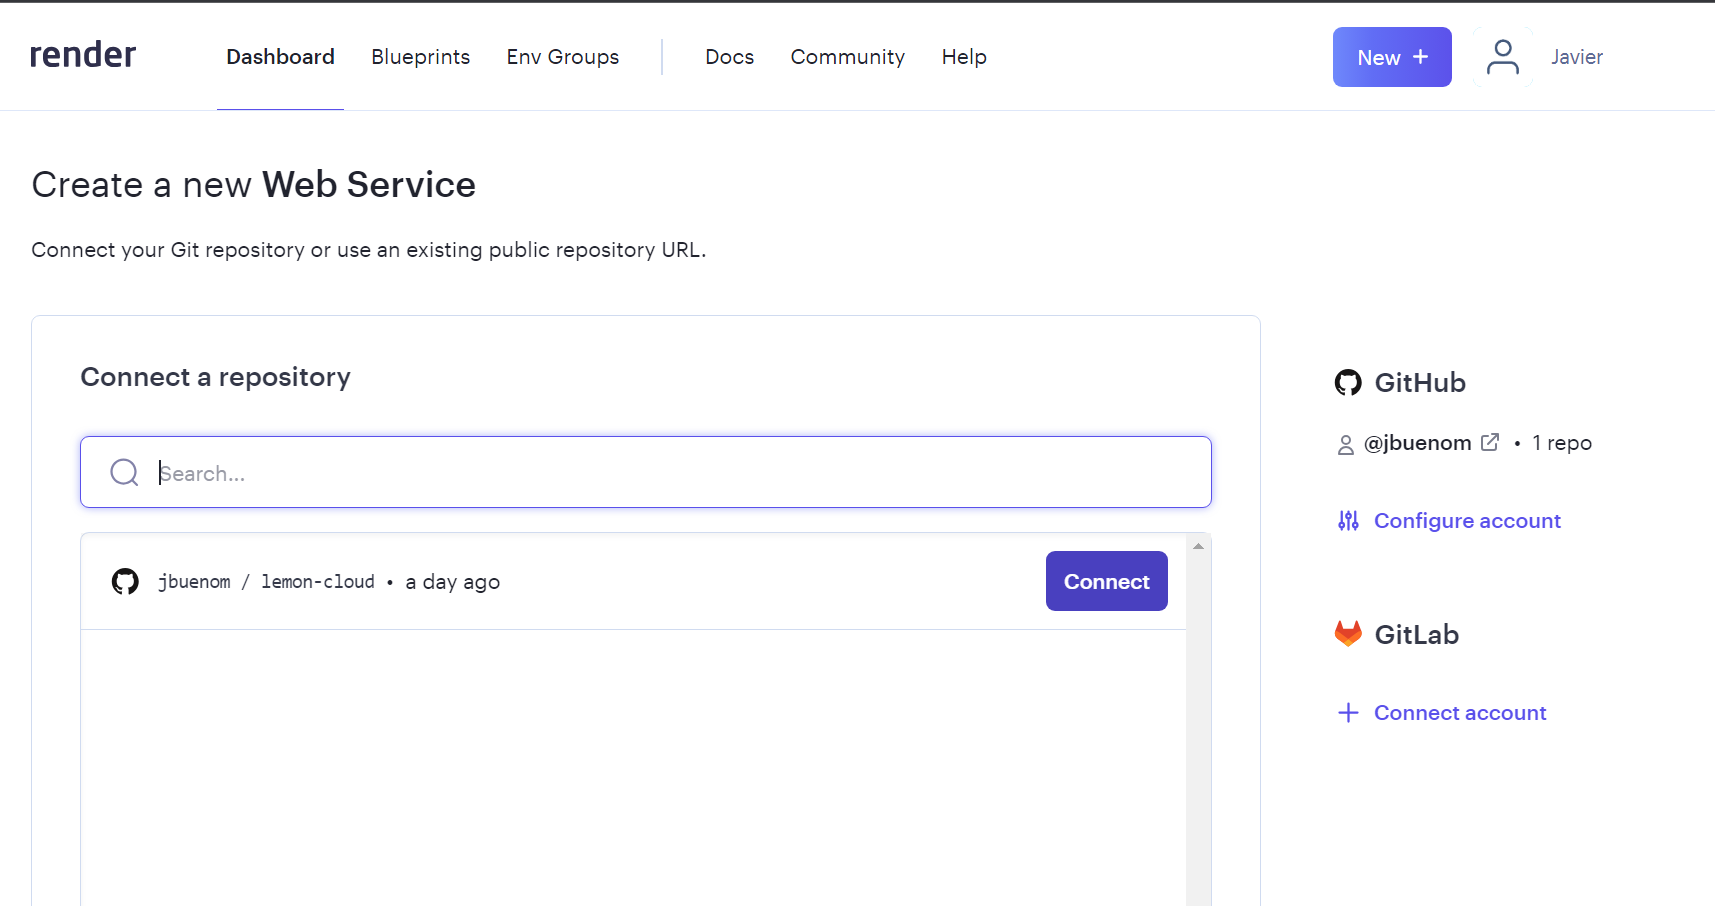 render Dashboard Blueprints Env Groups Docs Community Help New + Javier
Create a new Web Service
Connect your Git repository or use an existing public repository URL.
Connect a repository
Search...
jbuenom / lemon-cloud • a day ago Connect
GitHub
@jbuenom • 1 repo
Configure account
GitLab
Connect account